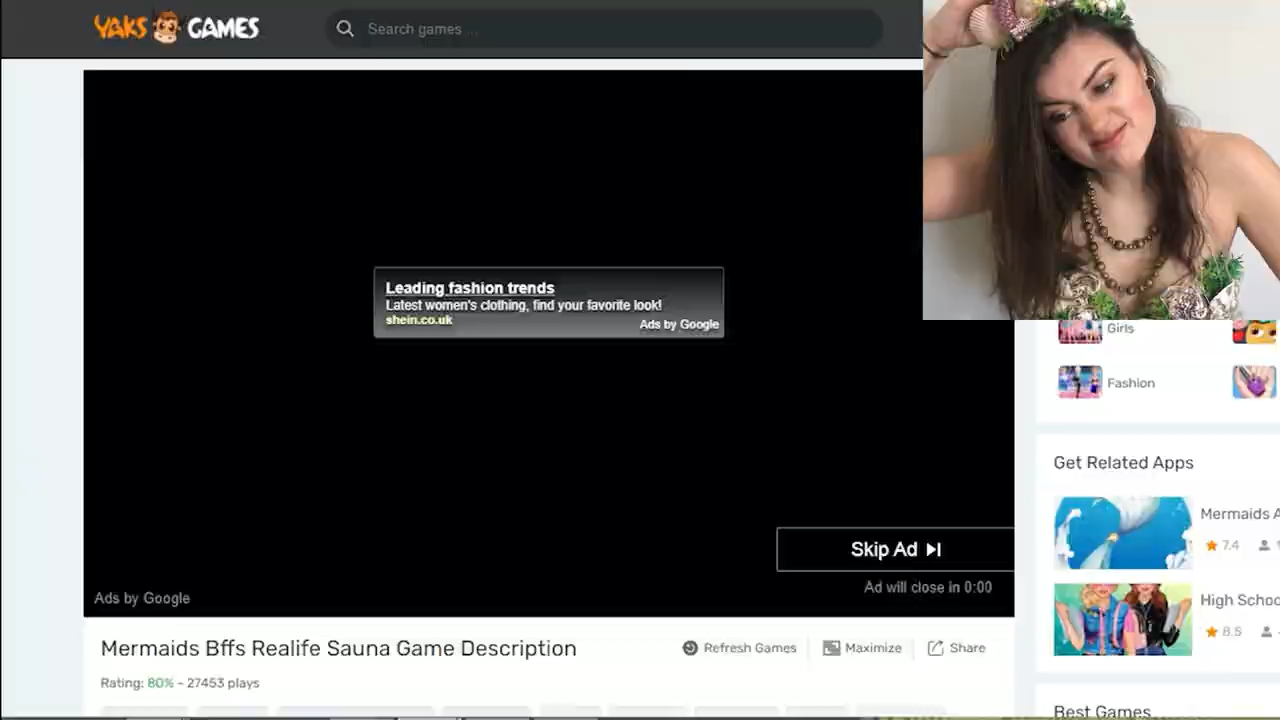 YAKS GAMES
Search games ...
Leading fashion trends
Latest women's clothing, find your favorite look!
shein.co.uk
Ads by Google
Skip Ad
Ad will close in 0:00
Ads by Google
Girls
Fashion
Get Related Apps
Mermaids A
7.4
High Schoo
8.5
Best Games
Mermaids Bffs Realife Sauna Game Description
Refresh Games
Maximize
Share
Rating: 80% - 27453 plays